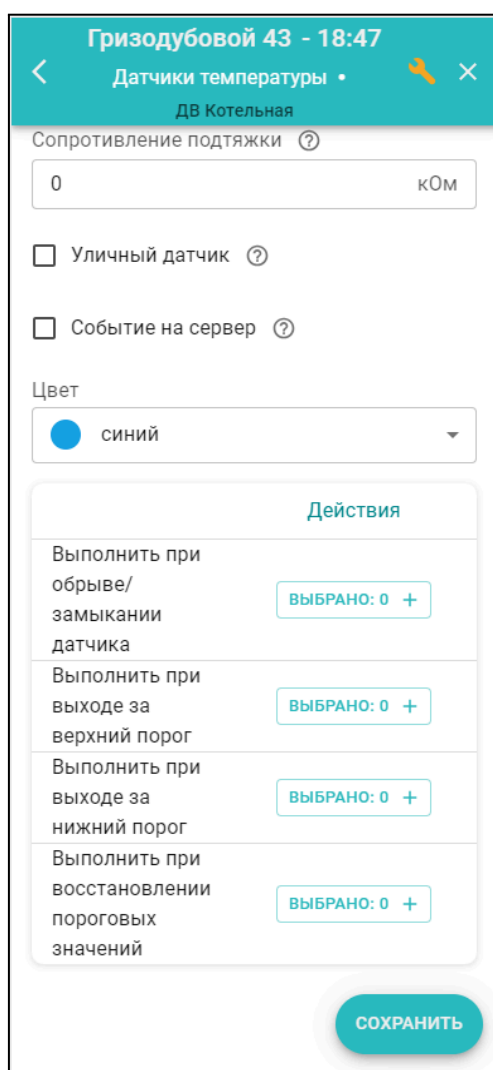 Гризодубовой 43 - 18:47
Датчики температуры •
ДВ Котельная
Сопротивление подтяжки ?
0 кОм
Уличный датчик ?
Событие на сервер ?
Цвет
синий
Действия
Выполнить при
обрыве/
замыкании
датчика
ВЫБРАНО: 0 +
Выполнить при
выходе за
верхний порог
ВЫБРАНО: 0 +
Выполнить при
выходе за
нижний порог
ВЫБРАНО: 0 +
Выполнить при
восстановлении
пороговых
значений
ВЫБРАНО: 0 +
СОХРАНИТЬ